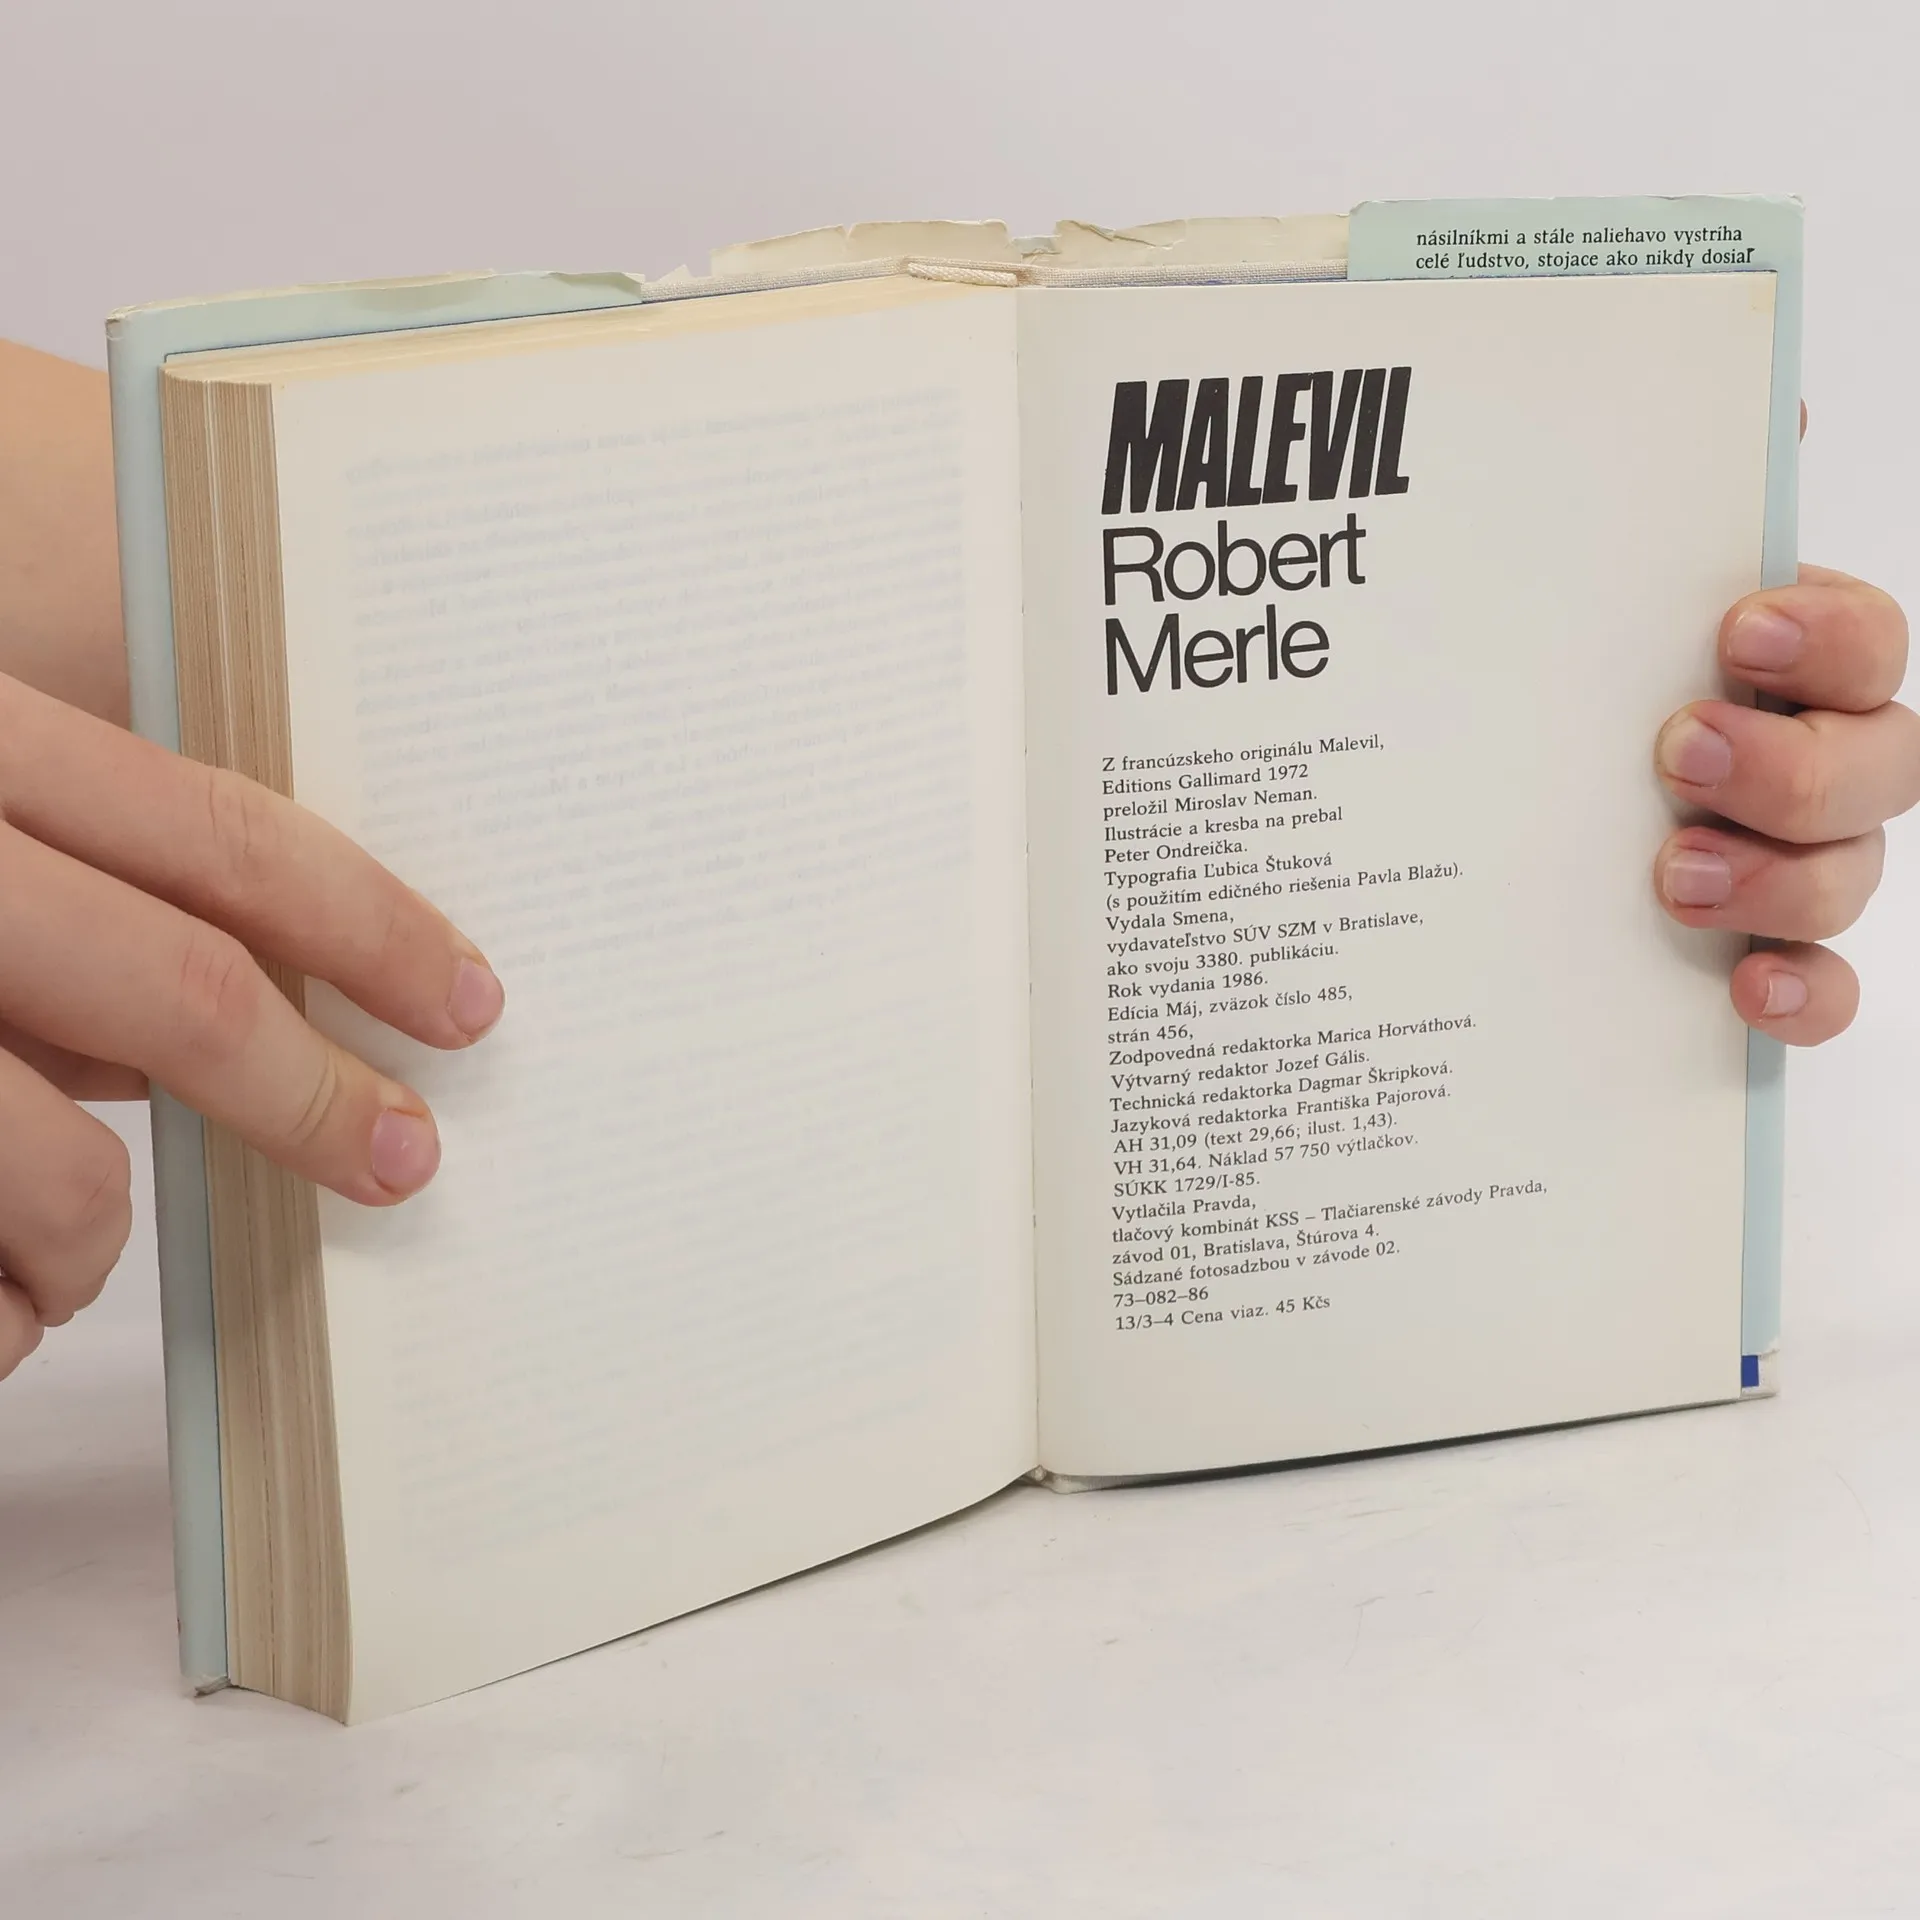 násilníkmi a stále naliehavo vystríha
celé ľudstvo, stojace ako nikdy dosiaľ
MALEVIL
Robert
Merle
Z francúzskeho originálu Malevil,
Editions Gallimard 1972
preložil Miroslav Neman.
Ilustrácie a kresba na prebal
Peter Ondreička.
Typografia Ľubica Štuková
(s použitím edičného riešenia Pavla Blažu).
Vydala Smena,
vydavateľstvo SÚV SZM v Bratislave,
ako svoju 3380. publikáciu.
Rok vydania 1986.
Edícia Máj, zväzok číslo 485,
strán 456,
Zodpovedná redaktorka Marica Horváthová.
Výtvarný redaktor Jozef Gális.
Technická redaktorka Dagmar Škripková.
Jazyková redaktorka Františka Pajorová.
AH 31,09 (text 29,66; ilust. 1,43).
VH 31,64. Náklad 57 750 výtlačkov.
SÚKK 1729/I-85.
Vytlačila Pravda,
tlačový kombinát KSS – Tlačiarenské závody Pravda,
závod 01, Bratislava, Štúrova 4.
Sádzané fotosadzbou v závode 02.
73–082–86
13/3–4 Cena viaz. 45 Kčs